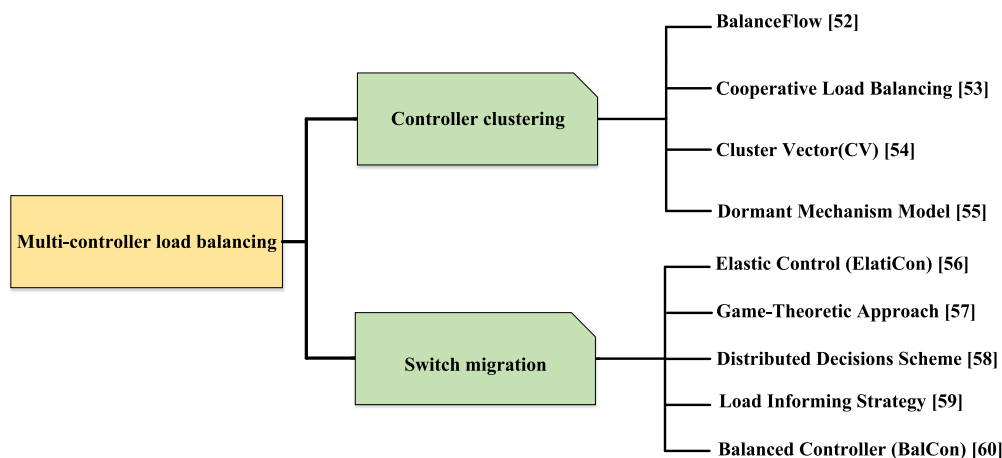 Multi-controller load balancing
Controller clustering
BalanceFlow [52]
Cooperative Load Balancing [53]
Cluster Vector(CV) [54]
Dormant Mechanism Model [55]
Switch migration
Elastic Control (ElatiCon) [56]
Game-Theoretic Approach [57]
Distributed Decisions Scheme [58]
Load Informing Strategy [59]
Balanced Controller (BalCon) [60]